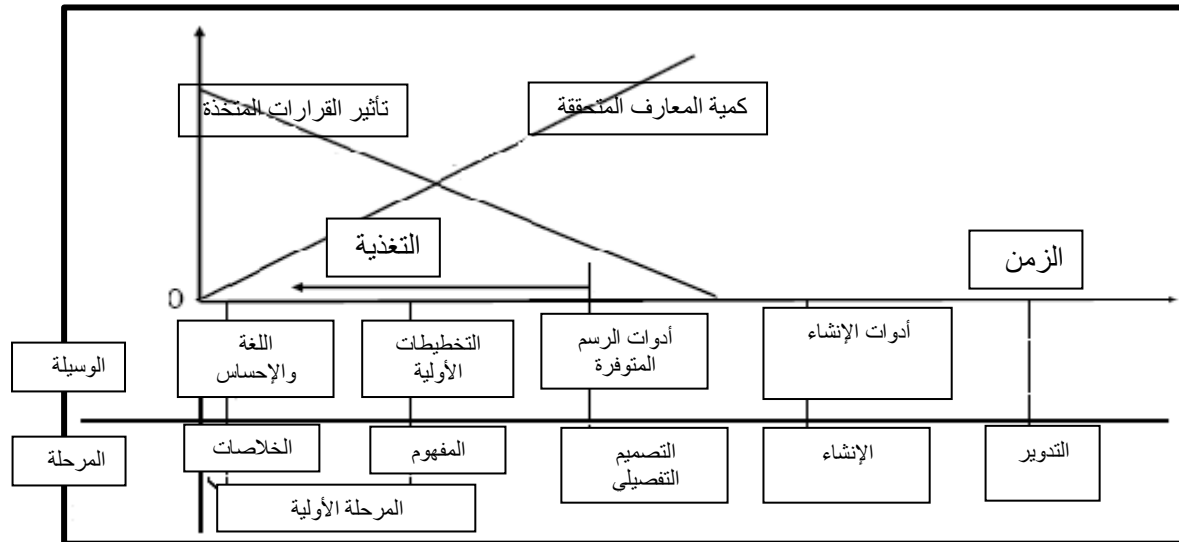 تأثير القرارات المتخذة
كمية المعارف المتحققة
التغذية
الزمن
0
الوسيلة
اللغة
والإحساس
التخطيطات
الأولية
أدوات الرسم
المتوفرة
أدوات الإنشاء
المرحلة
الخلاصات
المفهوم
التصميم
التفصيلي
الإنشاء
التدوير
المرحلة الأولية